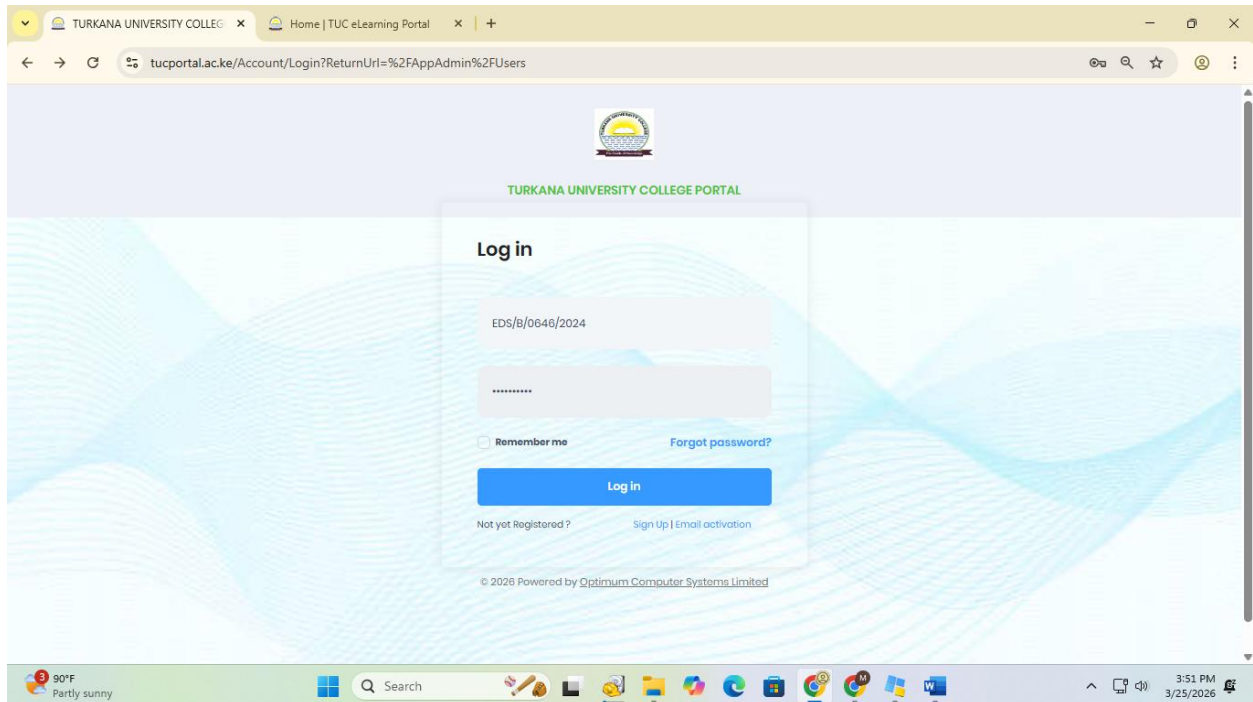 TURKANA UNIVERSITY COLLEG
Home | TUC eLearning Portal
tucportal.ac.ke/Account/Login?ReturnUrl=%2FAppAdmin%2FUsers
TURKANA UNIVERSITY COLLEGE PORTAL
Log in
EDS/B/0646/2024
••••••••••
Remember me Forgot password?
Log in
Not yet Registered ? Sign Up | Email activation
© 2026 Powered by Optimum Computer Systems Limited
3
90°F
Partly sunny
Search
M
W
3:51 PM
3/25/2026